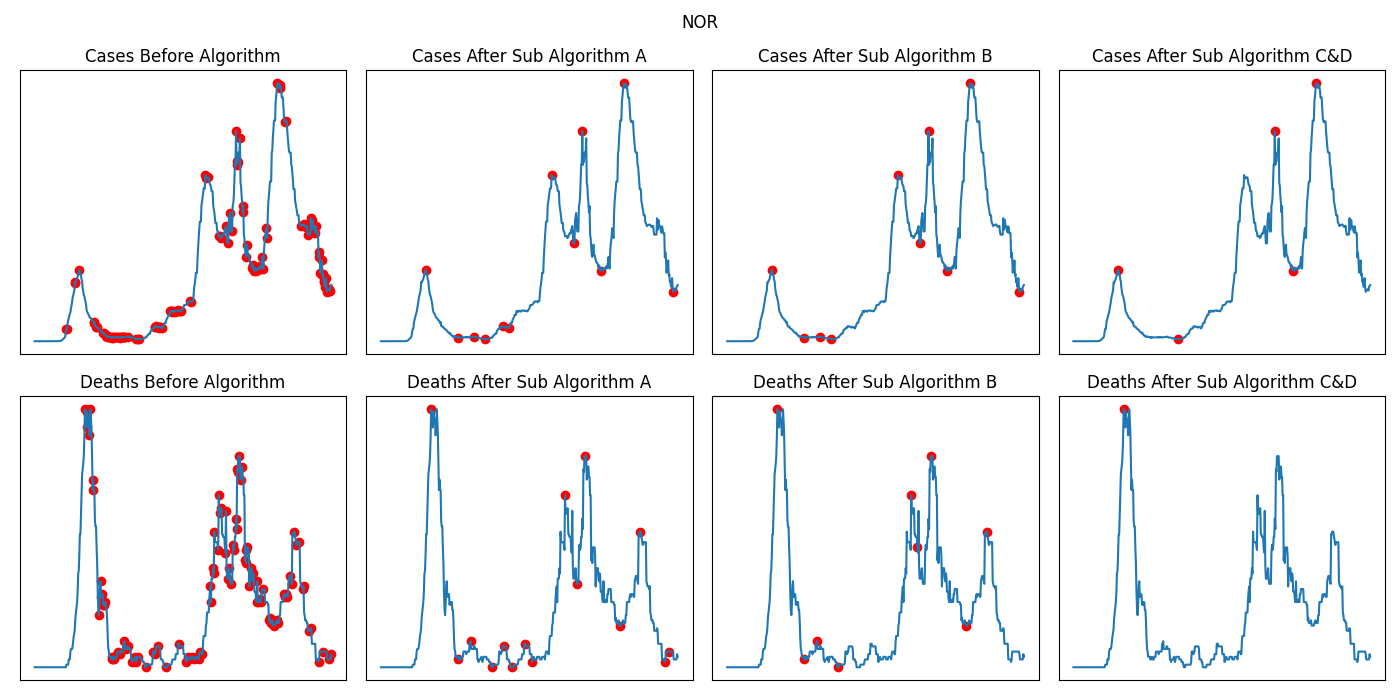 NOR
Cases Before Algorithm
Cases After Sub Algorithm A
Cases After Sub Algorithm B
Cases After Sub Algorithm C&D
Deaths Before Algorithm
Deaths After Sub Algorithm A
Deaths After Sub Algorithm B
Deaths After Sub Algorithm C&D